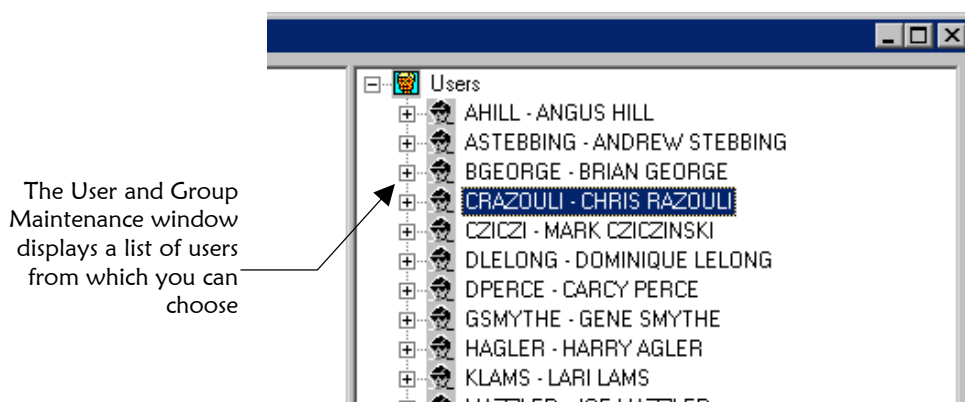 Users
AHILL - ANGUS HILL
ASTEBBING - ANDREW STEBBING
BGEORGE - BRIAN GEORGE
CRAZOULI - CHRIS RAZOULI
CZICZI - MARK CZICZINSKI
DLELONG - DOMINIQUE LELONG
DPERCE - CARCY PERCE
GSMYTHE - GENE SMYTHE
HAGLER - HARRY AGLER
KLAMS - LARI LAMS
The User and Group
Maintenance window
displays a list of users
from which you can
choose